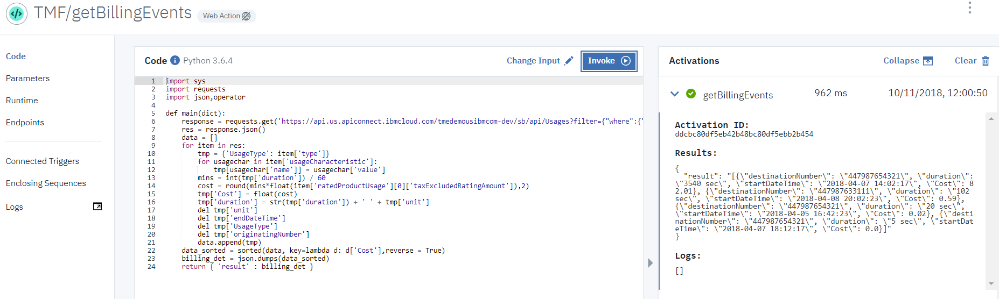 TMF/getBillingEvents
Web Action
Code
Parameters
Runtime
Endpoints
Connected Triggers
Enclosing Sequences
Logs
Code
Python 3.6.4
Change Input
Invoke
1 import sys
2 import requests
3 import json,operator
4
5 def main(dict):
6     response = requests.get('https://api.us.apiconnect.ibmcloud.com/tmedemousibmcom-dev/sb/api/Usages?filter={"where":{'
7     res = response.json()
8     data = []
9     for item in res:
10         tmp = {'UsageType': item['type']}
11         for usagechar in item['usageCharacteristic']:
12             tmp[usagechar['name']] = usagechar['value']
13         mins = int(tmp['duration']) / 60
14         cost = round(mins*float(item['ratedProductUsage'][0]['taxExcludedRatingAmount']),2)
15         tmp['Cost'] = float(cost)
16         tmp['duration'] = str(tmp['duration']) + ' ' + tmp['unit']
17         del tmp['unit']
18         del tmp['endDateTime']
19         del tmp['UsageType']
20         del tmp['originatingNumber']
21         data.append(tmp)
22     data_sorted = sorted(data, key=lambda d: d['Cost'],reverse = True)
23     billing_det = json.dumps(data_sorted)
24     return { 'result' : billing_det }
Activations
Collapse
Clear
getBillingEvents
962 ms
10/11/2018, 12:00:50
Activation ID:
ddcbc80df5eb42b48bc80df5ebb2b454
Results:
{
  "result": "[{\"destinationNumber\": \"447987654321\", \"duration\":
\"3540 sec\", \"startDateTime\": \"2018-04-07 14:02:17\", \"Cost\": 8
2.01}, {\"destinationNumber\": \"447987633111\", \"duration\": \"102
sec\", \"startDateTime\": \"2018-04-08 20:02:23\", \"Cost\": 0.59},
{\"destinationNumber\": \"447987654321\", \"duration\": \"20 sec\",
\"startDateTime\": \"2018-04-05 16:42:23\", \"Cost\": 0.02}, {\"desti
nationNumber\": \"447987654321\", \"duration\": \"5 sec\", \"startDat
eTime\": \"2018-04-07 18:12:17\", \"Cost\": 0.0}]"
}
Logs:
[]